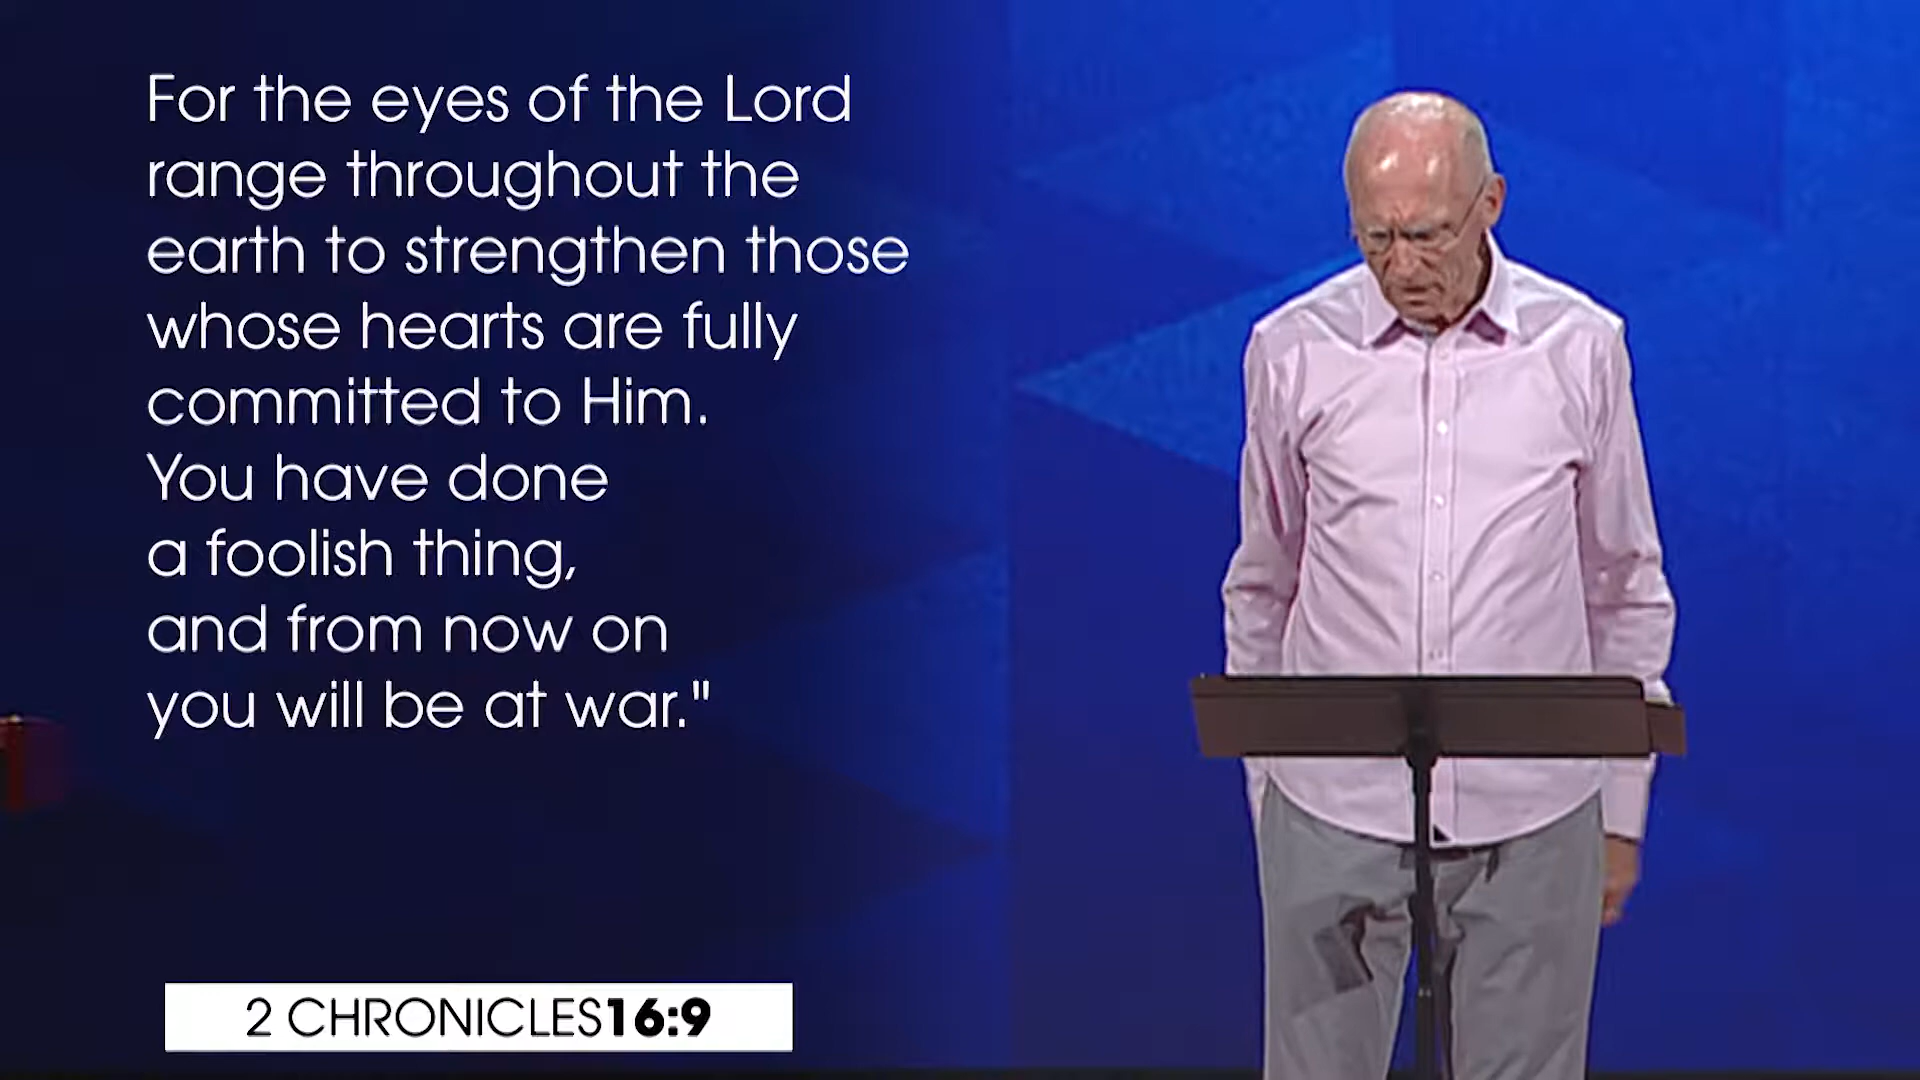 For the eyes of the Lord
range throughout the
earth to strengthen those
whose hearts are fully
committed to Him.
You have done
a foolish thing,
and from now on
you will be at war."
2 CHRONICLES16:9